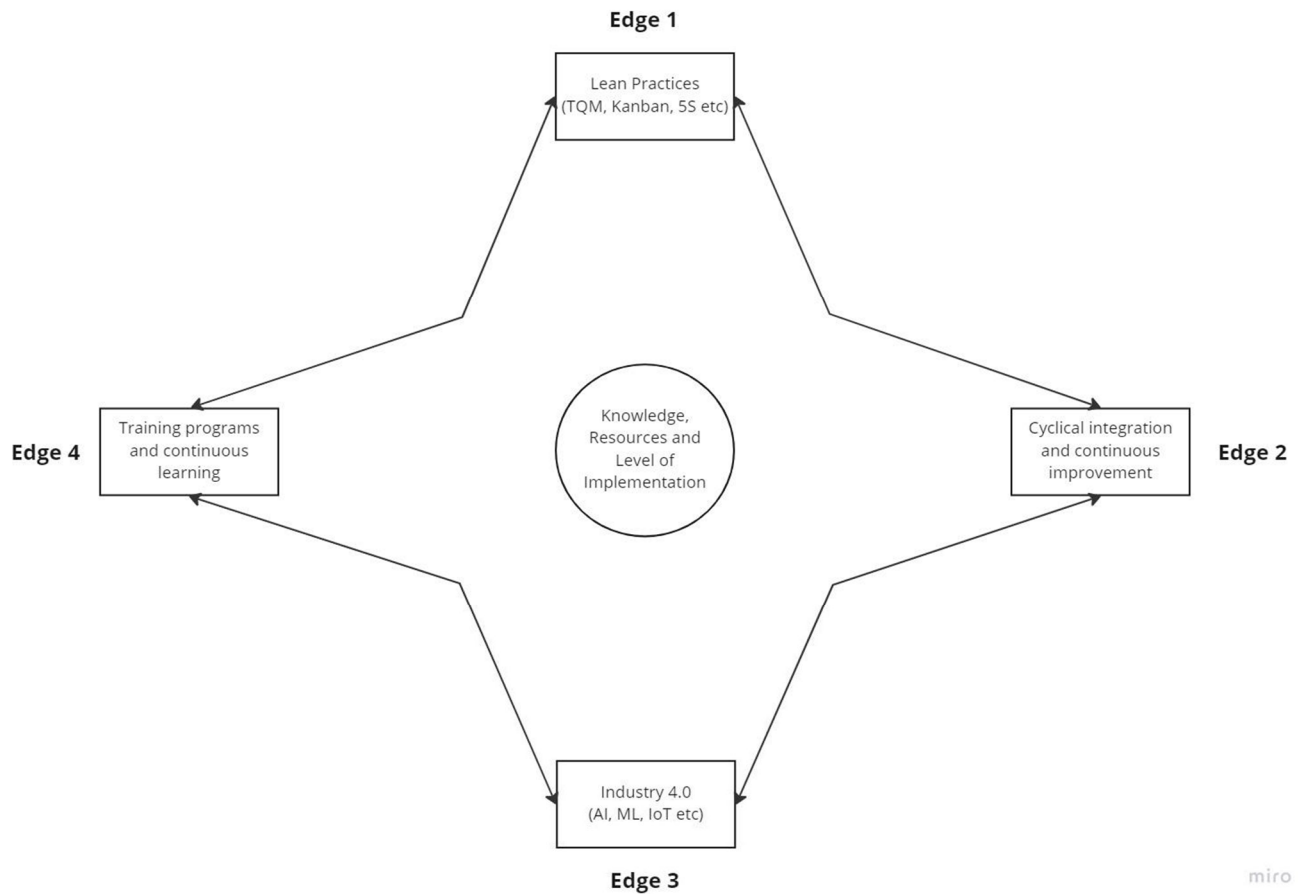 Edge 1
Lean Practices
(TQM, Kanban, 5S etc)
Knowledge,
Resources and
Level of
Implementation
Edge 4
Training programs
and continuous
learning
Cyclical integration
and continuous
improvement
Edge 2
Industry 4.0
(AI, ML, IoT etc)
Edge 3
miro